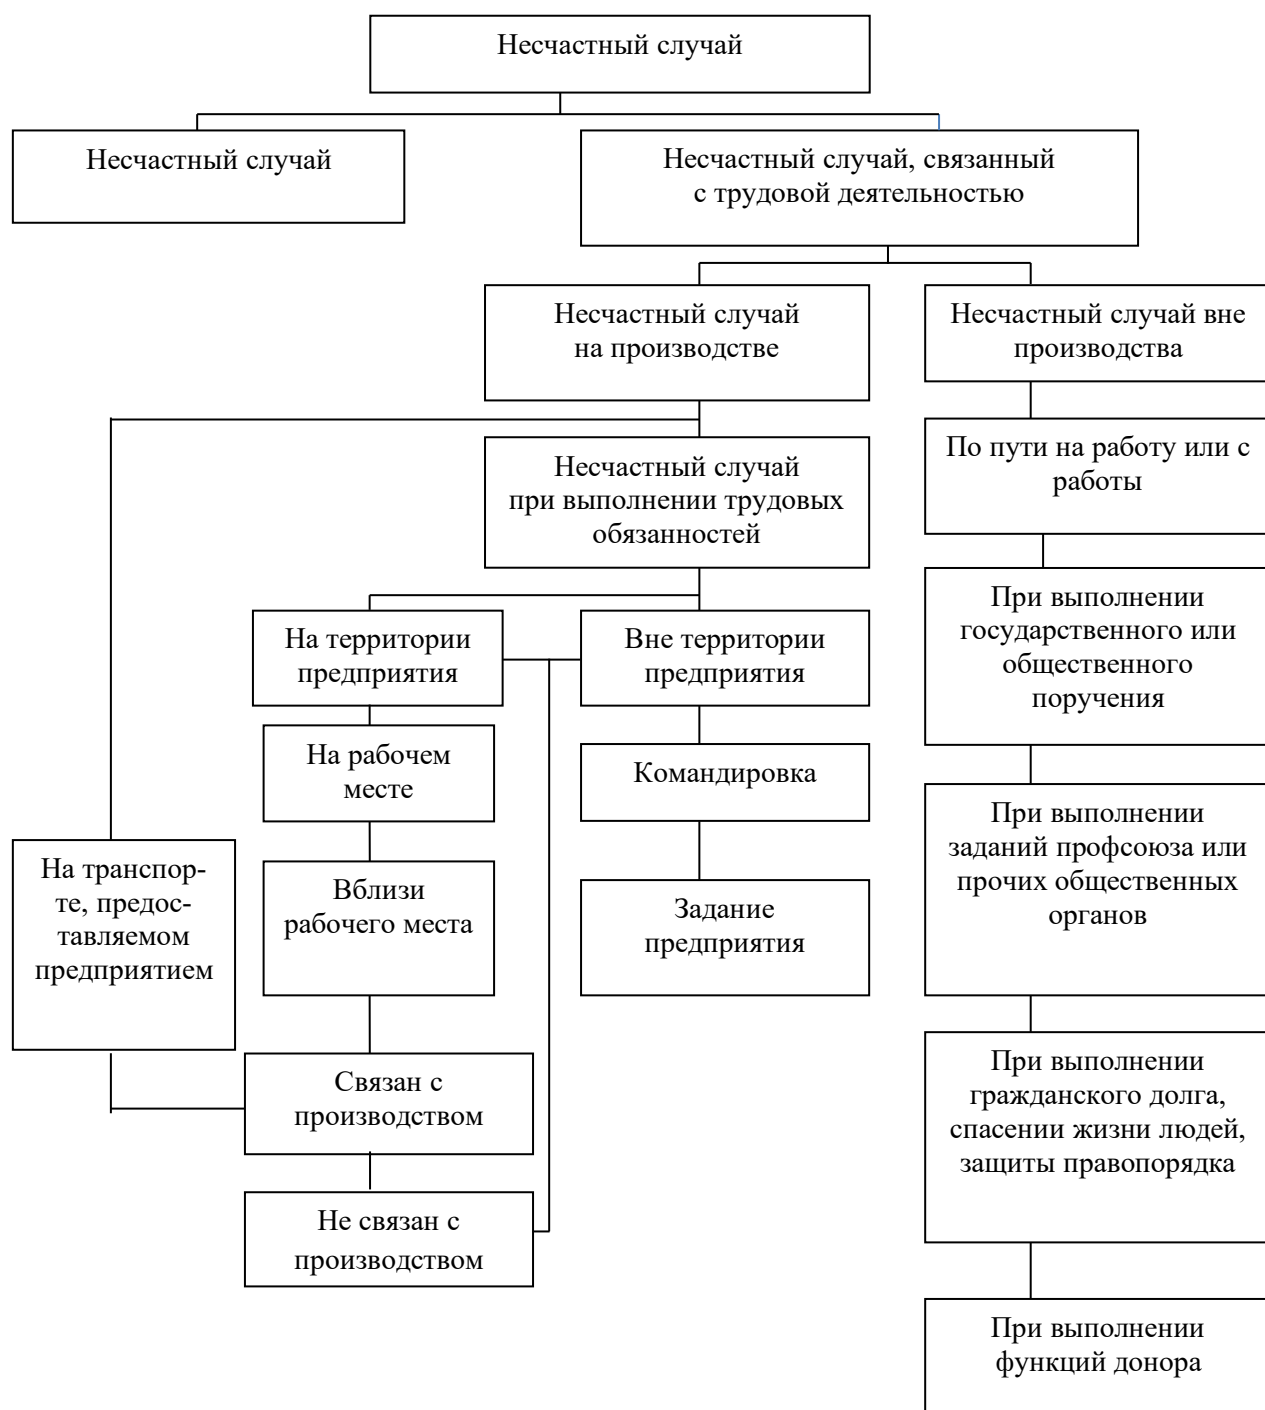 Несчастный случай
Несчастный случай
Несчастный случай, связанный
с трудовой деятельностью
Несчастный случай
на производстве
Несчастный случай вне
производства
Несчастный случай
при выполнении трудовых
обязанностей
По пути на работу или с
работы
На территории
предприятия
Вне территории
предприятия
При выполнении
государственного или
общественного
поручения
На рабочем
месте
Командировка
На транспор-
те, предос-
тавляемом
предприятием
Вблизи
рабочего места
Задание
предприятия
При выполнении
заданий профсоюза или
прочих общественных
органов
Связан с
производством
При выполнении
гражданского долга,
спасении жизни людей,
защиты правопорядка
Не связан с
производством
При выполнении
функций донора